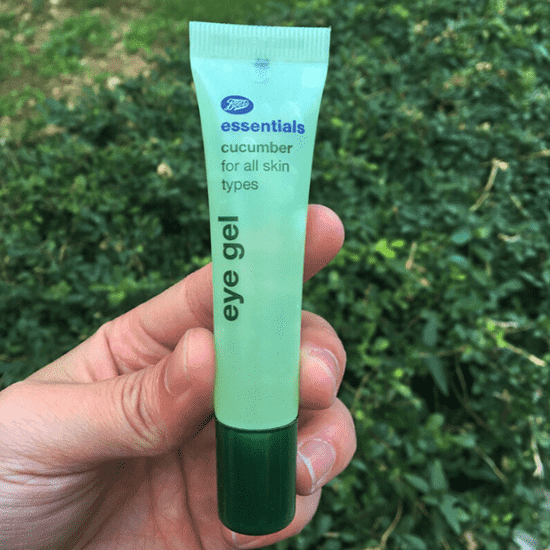 Boots
essentials
cucumber
for all skin
types
eye gel